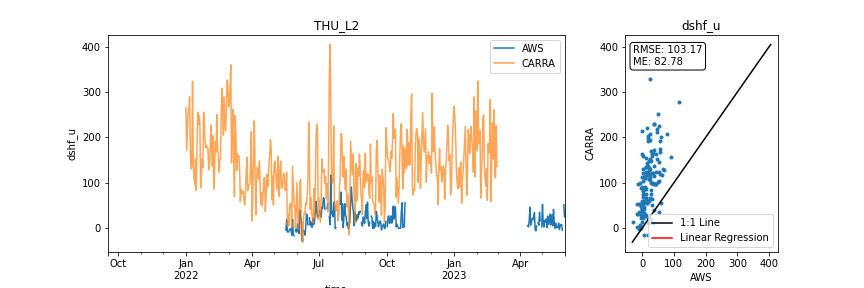 THU_L2
dshf_u
400
300
200
100
0
dshf_u
AWS
CARRA
Oct
Jan
2022
Apr
Jul
Oct
Jan
2023
Apr
time
dshf_u
RMSE: 103.17
ME: 82.78
400
300
200
100
0
CARRA
1:1 Line
Linear Regression
0
100
200
300
400
AWS